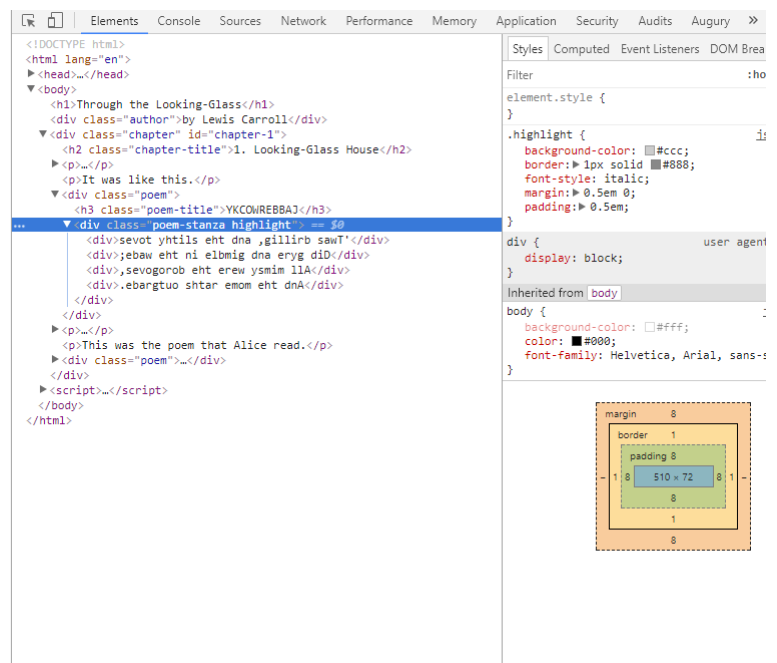 Elements Console Sources Network Performance Memory Application Security Audits Augury »
<!DOCTYPE html>
<html lang="en">
▶<head>…</head>
▼<body>
<h1>Through the Looking-Glass</h1>
<div class="author">by Lewis Carroll</div>
▼<div class="chapter" id="chapter-1">
<h2 class="chapter-title">1. Looking-Glass House</h2>
▶<p>…</p>
<p>It was like this.</p>
▼<div class="poem">
<h3 class="poem-title">YKCOWREBBAJ</h3>
… ▼<div class="poem-stanza highlight"> == $0
<div>sevot yhtils eht dna ,gillirb sawT'</div>
<div>;ebaw eht ni elbmig dna eryg diD</div>
<div>,sevogorob eht erew ysmim llA</div>
<div>.ebargtuo shtar emom eht dnA</div>
</div>
</div>
▶<p>…</p>
<p>This was the poem that Alice read.</p>
▶<div class="poem">…</div>
</div>
▶<script>…</script>
</body>
</html>
Styles Computed Event Listeners DOM Brea
Filter :ho
element.style {
}
.highlight {
background-color: #ccc;
border:▶ 1px solid #888;
font-style: italic;
margin:▶ 0.5em 0;
padding:▶ 0.5em;
}
div { user agent
display: block;
}
Inherited from body
body {
background-color: #fff;
color: #000;
font-family: Helvetica, Arial, sans-s
}
margin 8
border 1
padding 8
– 1 8 510 × 72 8 1 –
8
1
8